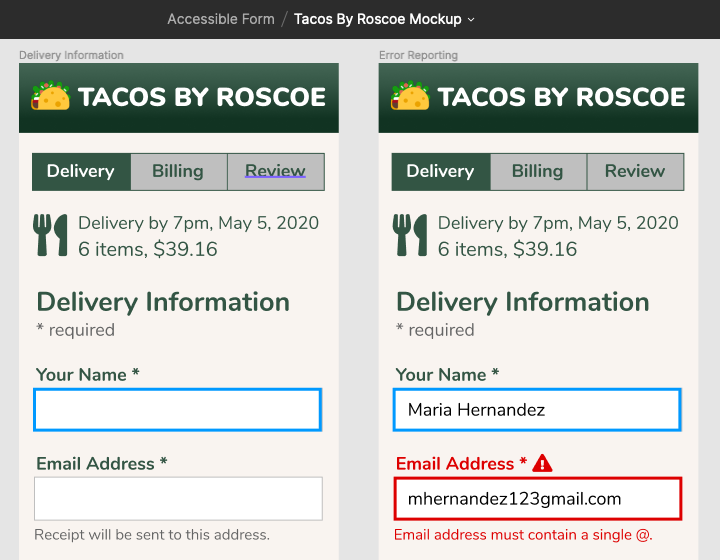 Accessible Form / Tacos By Roscoe Mockup
Delivery Information
TACOS BY ROSCOE
Delivery Billing Review
Delivery by 7pm, May 5, 2020
6 items, $39.16
Delivery Information
* required
Your Name *
Email Address *
Receipt will be sent to this address.
Error Reporting
TACOS BY ROSCOE
Delivery Billing Review
Delivery by 7pm, May 5, 2020
6 items, $39.16
Delivery Information
* required
Your Name *
Maria Hernandez
Email Address *
mhernandez123gmail.com
Email address must contain a single @.